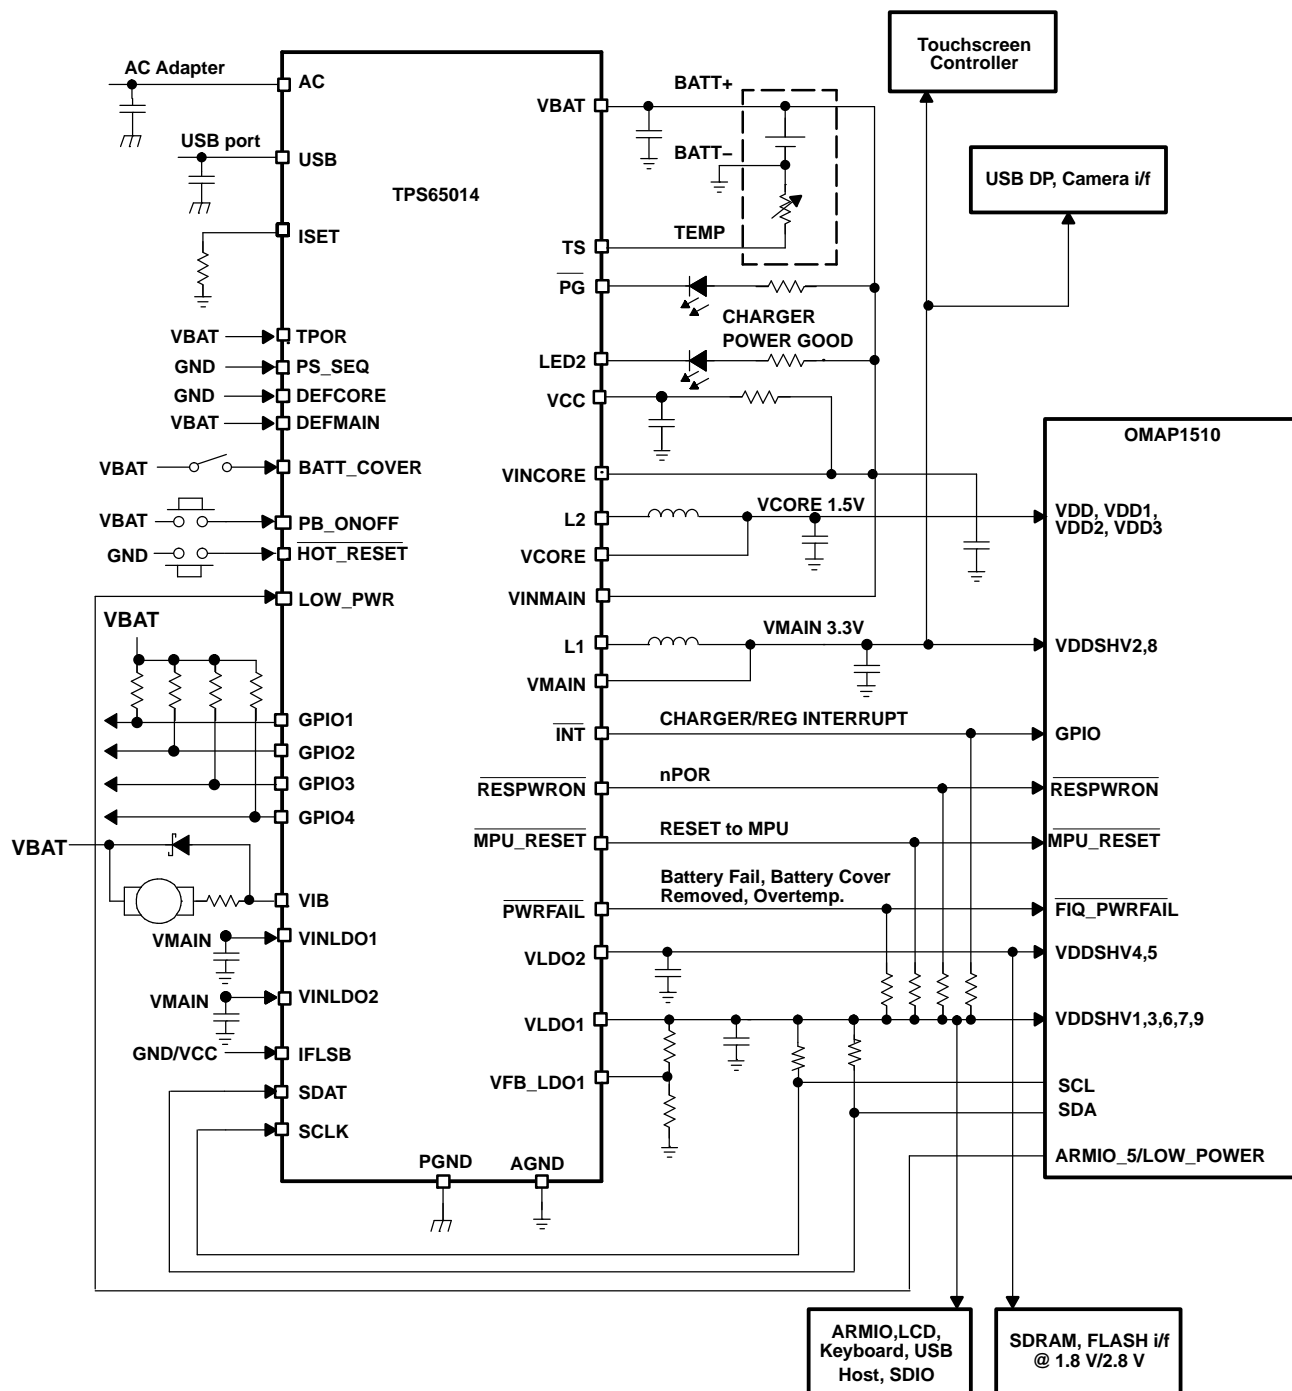 Touchscreen
Controller
AC Adapter
AC
BATT+
VBAT
USB port
USB
BATT–
USB DP, Camera i/f
TPS65014
ISET
TEMP
TS
PG
CHARGER
POWER GOOD
VBAT
TPOR
GND
PS_SEQ
LED2
GND
DEFCORE
VCC
VBAT
DEFMAIN
OMAP1510
VBAT
BATT_COVER
VINCORE
VCORE 1.5V
VBAT
PB_ONOFF
L2
VDD, VDD1,
VDD2, VDD3
GND
HOT_RESET
VCORE
LOW_PWR
VINMAIN
VBAT
VMAIN 3.3V
L1
VDDSHV2,8
VMAIN
GPIO1
CHARGER/REG INTERRUPT
INT
GPIO
GPIO2
nPOR
GPIO3
RESPWRON
RESPWRON
GPIO4
RESET to MPU
MPU_RESET
MPU_RESET
VBAT
Battery Fail, Battery Cover
Removed, Overtemp.
VIB
PWRFAIL
FIQ_PWRFAIL
VMAIN
VINLDO1
VLDO2
VDDSHV4,5
VMAIN
VINLDO2
VLDO1
VDDSHV1,3,6,7,9
GND/VCC
IFLSB
VFB_LDO1
SCL
SDAT
SDA
SCLK
PGND
AGND
ARMIO_5/LOW_POWER
ARMIO,LCD,
Keyboard, USB
Host, SDIO
SDRAM, FLASH i/f
@ 1.8 V/2.8 V